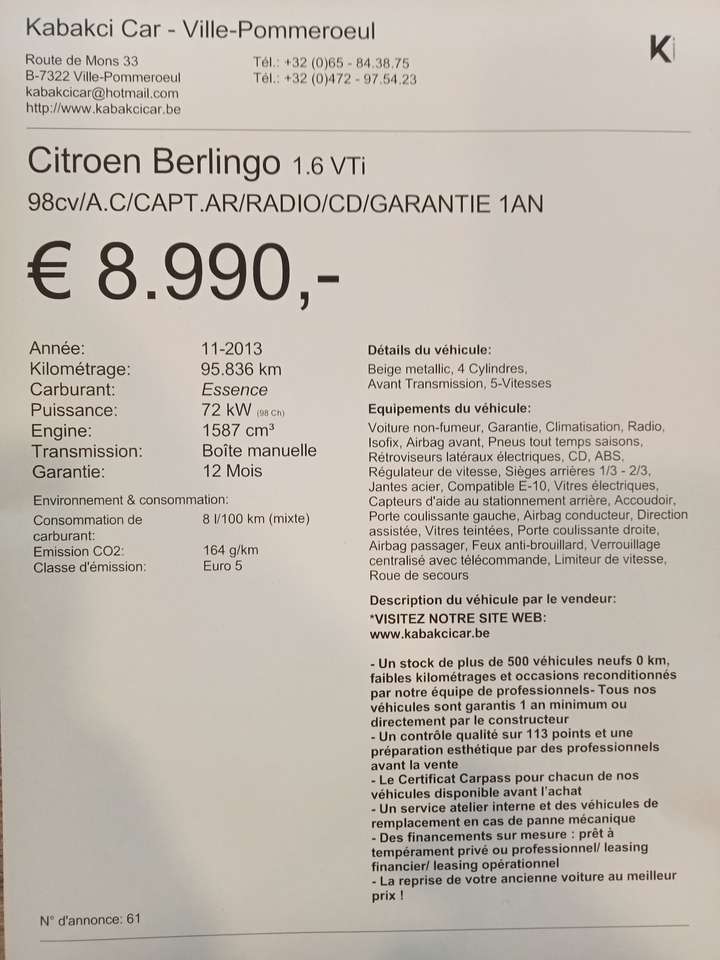 Kabakci Car - Ville-Pommeroeul
Ki
Route de Mons 33
B-7322 Ville-Pommeroeul
kabakcicar@hotmail.com
http://www.kabakcicar.be
Tél.: +32 (0)65 - 84.38.75
Tél.: +32 (0)472 - 97.54.23
Citroen Berlingo 1.6 VTi
98cv/A.C/CAPT.AR/RADIO/CD/GARANTIE 1AN
€ 8.990,-
Année: 11-2013
Kilométrage: 95.836 km
Carburant: Essence
Puissance: 72 kW (98 Ch)
Engine: 1587 cm³
Transmission: Boîte manuelle
Garantie: 12 Mois
Environnement & consommation:
Consommation de 8 l/100 km (mixte)
carburant:
Emission CO2: 164 g/km
Classe d'émission: Euro 5
Détails du véhicule:
Beige metallic, 4 Cylindres,
Avant Transmission, 5-Vitesses
Equipements du véhicule:
Voiture non-fumeur, Garantie, Climatisation, Radio,
Isofix, Airbag avant, Pneus tout temps saisons,
Rétroviseurs latéraux électriques, CD, ABS,
Régulateur de vitesse, Sièges arrières 1/3 - 2/3,
Jantes acier, Compatible E-10, Vitres électriques,
Capteurs d'aide au stationnement arrière, Accoudoir,
Porte coulissante gauche, Airbag conducteur, Direction
assistée, Vitres teintées, Porte coulissante droite,
Airbag passager, Feux anti-brouillard, Verrouillage
centralisé avec télécommande, Limiteur de vitesse,
Roue de secours
Description du véhicule par le vendeur:
*VISITEZ NOTRE SITE WEB:
www.kabakcicar.be
- Un stock de plus de 500 véhicules neufs 0 km,
faibles kilométrages et occasions reconditionnés
par notre équipe de professionnels- Tous nos
véhicules sont garantis 1 an minimum ou
directement par le constructeur
- Un contrôle qualité sur 113 points et une
préparation esthétique par des professionnels
avant la vente
- Le Certificat Carpass pour chacun de nos
véhicules disponible avant l'achat
- Un service atelier interne et des véhicules de
remplacement en cas de panne mécanique
- Des financements sur mesure : prêt à
tempérament privé ou professionnel/ leasing
financier/ leasing opérationnel
- La reprise de votre ancienne voiture au meilleur
prix !
N° d'annonce: 61